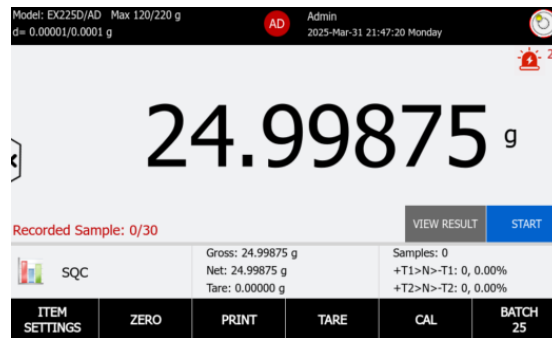 Model: EX225D/AD Max 120/220 g
d= 0.00001/0.0001 g
AD
Admin
2025-Mar-31 21:47:20 Monday
2
24.99875 g
Recorded Sample: 0/30
VIEW RESULT
START
SQC
Gross: 24.99875 g
Net: 24.99875 g
Tare: 0.00000 g
Samples: 0
+T1>N>-T1: 0, 0.00%
+T2>N>-T2: 0, 0.00%
ITEM
SETTINGS
ZERO
PRINT
TARE
CAL
BATCH
25